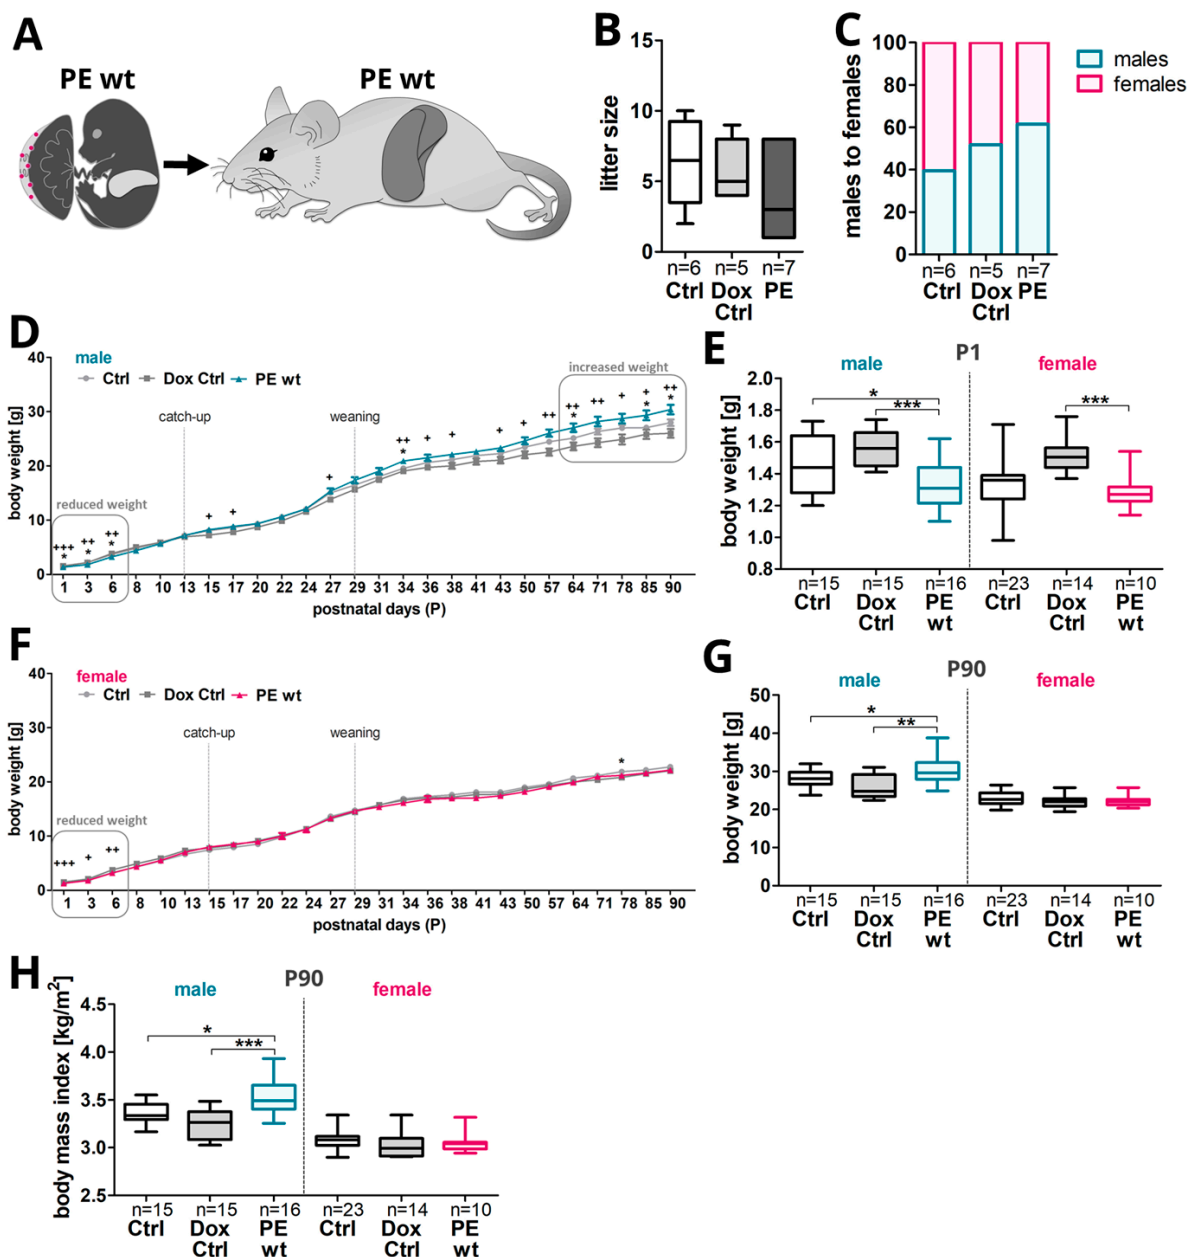 A
PE wt
PE wt
B
litter size
15
10
5
0
n=6 n=5 n=7
Ctrl Dox Ctrl PE
C
males to females
100
80
60
40
20
0
n=6 n=5 n=7
Ctrl Dox Ctrl PE
males
females
D
male
Ctrl Dox Ctrl PE wt
body weight [g]
40
30
20
10
0
reduced weight
catch-up
weaning
increased weight
+++ ++ ++ + + + ++ + + + + ++ ++ ++ + + ++
* * * * * * *
1 3 6 8 10 13 15 17 20 22 24 27 29 31 34 36 38 41 43 50 57 64 71 78 85 90
postnatal days (P)
E
P1
male female
body weight [g]
2.0
1.8
1.6
1.4
1.2
1.0
0.8
*
***
***
n=15 n=15 n=16 n=23 n=14 n=10
Ctrl Dox Ctrl PE wt Ctrl Dox Ctrl PE wt
F
female
Ctrl Dox Ctrl PE wt
body weight [g]
40
30
20
10
0
reduced weight
catch-up
weaning
+++ + ++
*
1 3 6 8 10 13 15 17 20 22 24 27 29 31 34 36 38 41 43 50 57 64 71 78 85 90
postnatal days (P)
G
P90
male female
body weight [g]
50
40
30
20
10
0
*
**
n=15 n=15 n=16 n=23 n=14 n=10
Ctrl Dox Ctrl PE wt Ctrl Dox Ctrl PE wt
H
P90
male female
body mass index [kg/m²]
4.5
4.0
3.5
3.0
2.5
*
***
n=15 n=15 n=16 n=23 n=14 n=10
Ctrl Dox Ctrl PE wt Ctrl Dox Ctrl PE wt